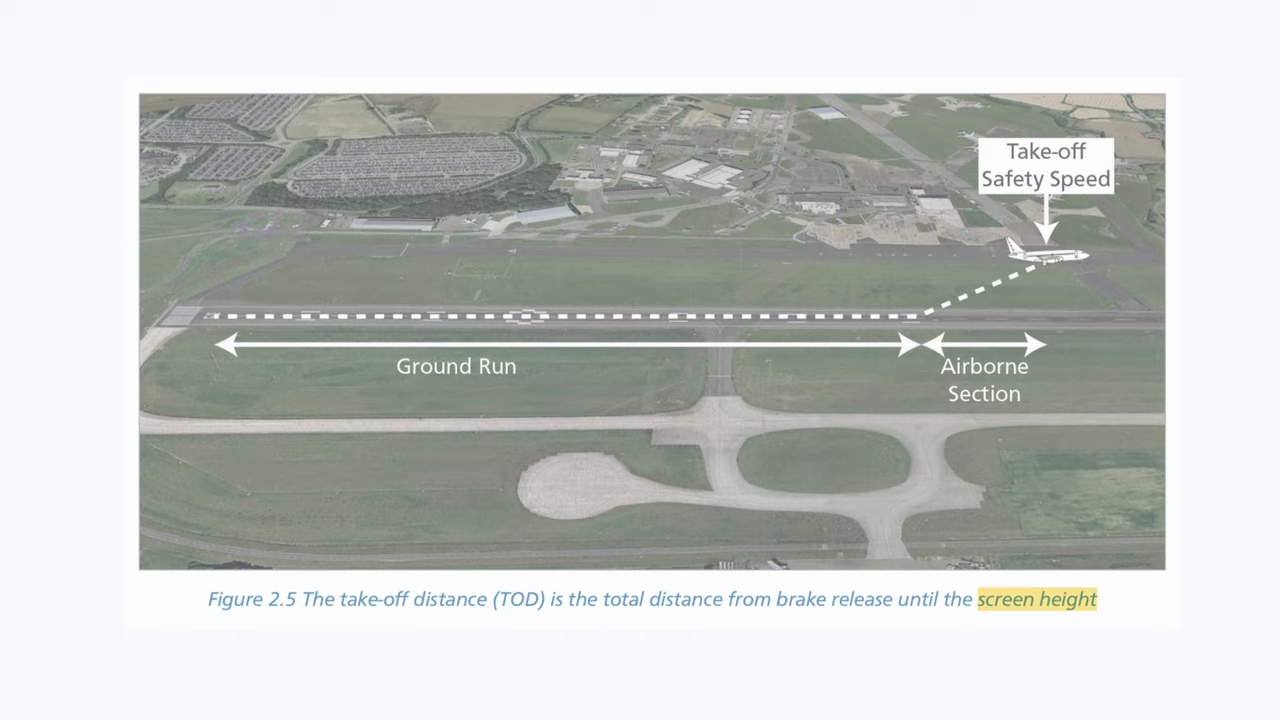 Take-off
Safety Speed
Ground Run
Airborne
Section
Figure 2.5 The take-off distance (TOD) is the total distance from brake release until the screen height